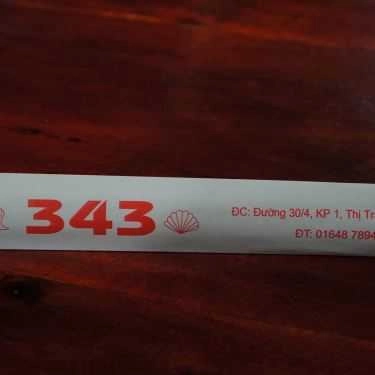 343
ĐC: Đường 30/4, KP 1, Thị Tr
ĐT: 01648 7894